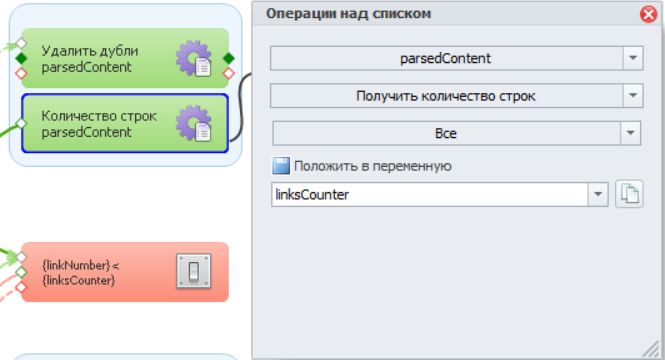 Удалить дубли
parsedContent
Количество строк
parsedContent
{linkNumber} <
{linksCounter}
Операции над списком
parsedContent
Получить количество строк
Все
Положить в переменную
linksCounter